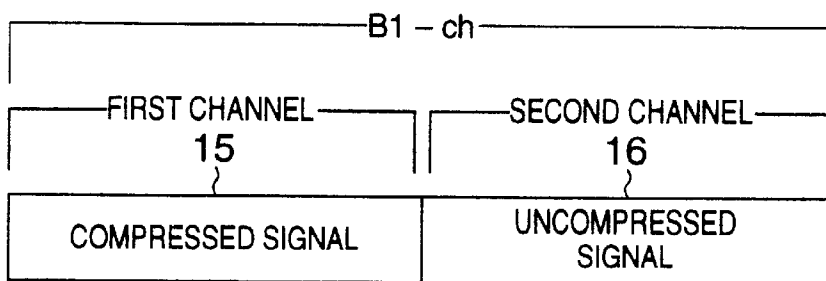 B1 – ch
FIRST CHANNEL
SECOND CHANNEL
15
16
COMPRESSED SIGNAL
UNCOMPRESSED
SIGNAL